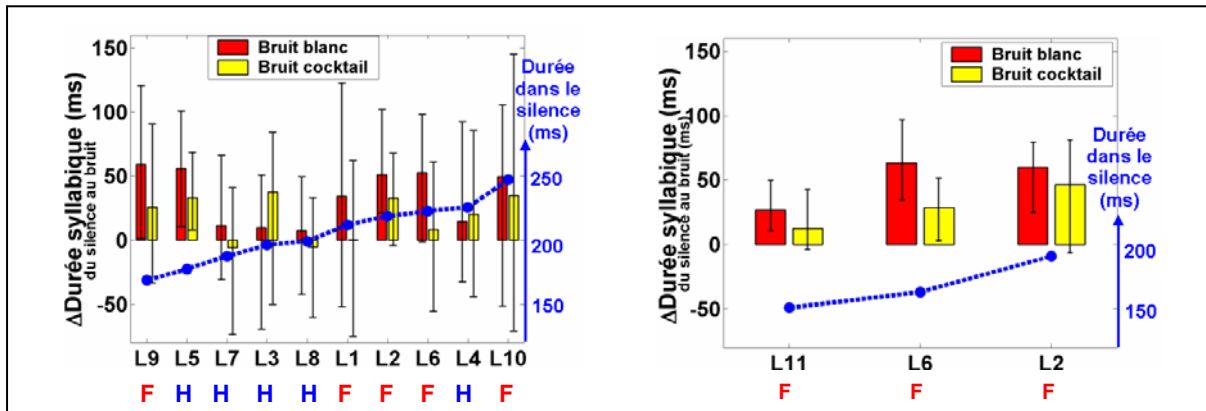 ΔDurée syllabique (ms)
du silence au bruit
150
100
50
0
-50
Bruit blanc
Bruit cocktail
Durée
dans le
silence
(ms)
250
200
150
L9 L5 L7 L3 L8 L1 L2 L6 L4 L10
F H H H H F F F H F
ΔDurée syllabique (ms)
du silence au bruit (ms)
150
100
50
0
-50
Bruit blanc
Bruit cocktail
Durée
dans le
silence
(ms)
200
150
L11 L6 L2
F F F